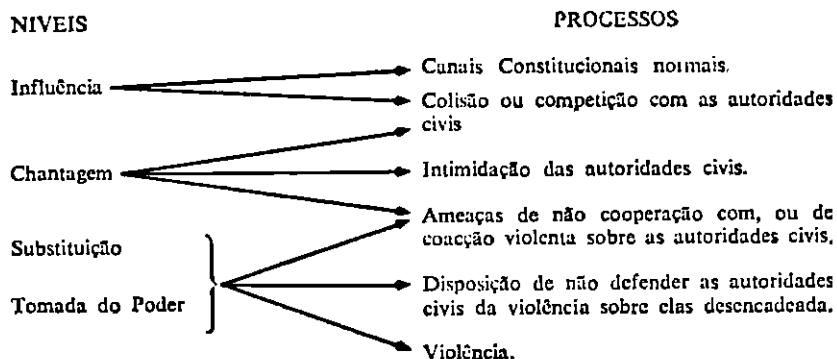 NIVEIS
PROCESSOS
Influência
Canais Constitucionais normais.
Colisão ou competição com as autoridades
civis
Chantagem
Intimidação das autoridades civis.
Ameaças de não cooperação com, ou de
coacção violenta sobre as autoridades civis.
Substituição
Tomada do Poder
Disposição de não defender as autoridades
civis da violência sobre elas desencadeada.
Violência.